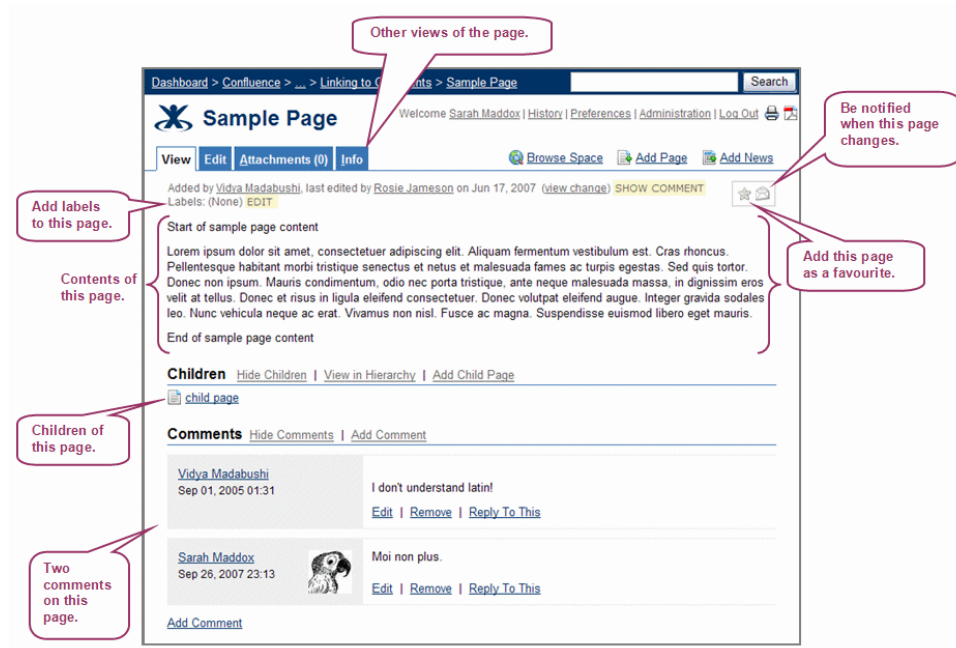 Other views of the page.
Dashboard > Confluence > ... > Linking to C nts > Sample Page
Search
Be notified
when this page
changes.
Sample Page
Welcome Sarah Maddox | History | Preferences | Administration | Log Out
View Edit Attachments (0) Info
Browse Space Add Page Add News
Added by Vidya Madabushi, last edited by Rosie Jameson on Jun 17, 2007 (view change) SHOW COMMENT
Labels: (None) EDIT
Add labels
to this page.
Start of sample page content
Add this page
as a favourite.
Contents of
this page.
Lorem ipsum dolor sit amet, consectetuer adipiscing elit. Aliquam fermentum vestibulum est. Cras rhoncus.
Pellentesque habitant morbi tristique senectus et netus et malesuada fames ac turpis egestas. Sed quis tortor.
Donec non ipsum. Mauris condimentum, odio nec porta tristique, ante neque malesuada massa, in dignissim eros
velit at tellus. Donec et risus in ligula eleifend consectetuer. Donec volutpat eleifend augue. Integer gravida sodales
leo. Nunc vehicula neque ac erat. Vivamus non nisl. Fusce ac magna. Suspendisse euismod libero eget mauris.
End of sample page content
Children Hide Children | View in Hierarchy | Add Child Page
child page
Children of
this page.
Comments Hide Comments | Add Comment
Vidya Madabushi
Sep 01, 2005 01:31
I don't understand latin!
Edit | Remove | Reply To This
Sarah Maddox
Sep 26, 2007 23:13
Moi non plus.
Edit | Remove | Reply To This
Two
comments
on this
page.
Add Comment